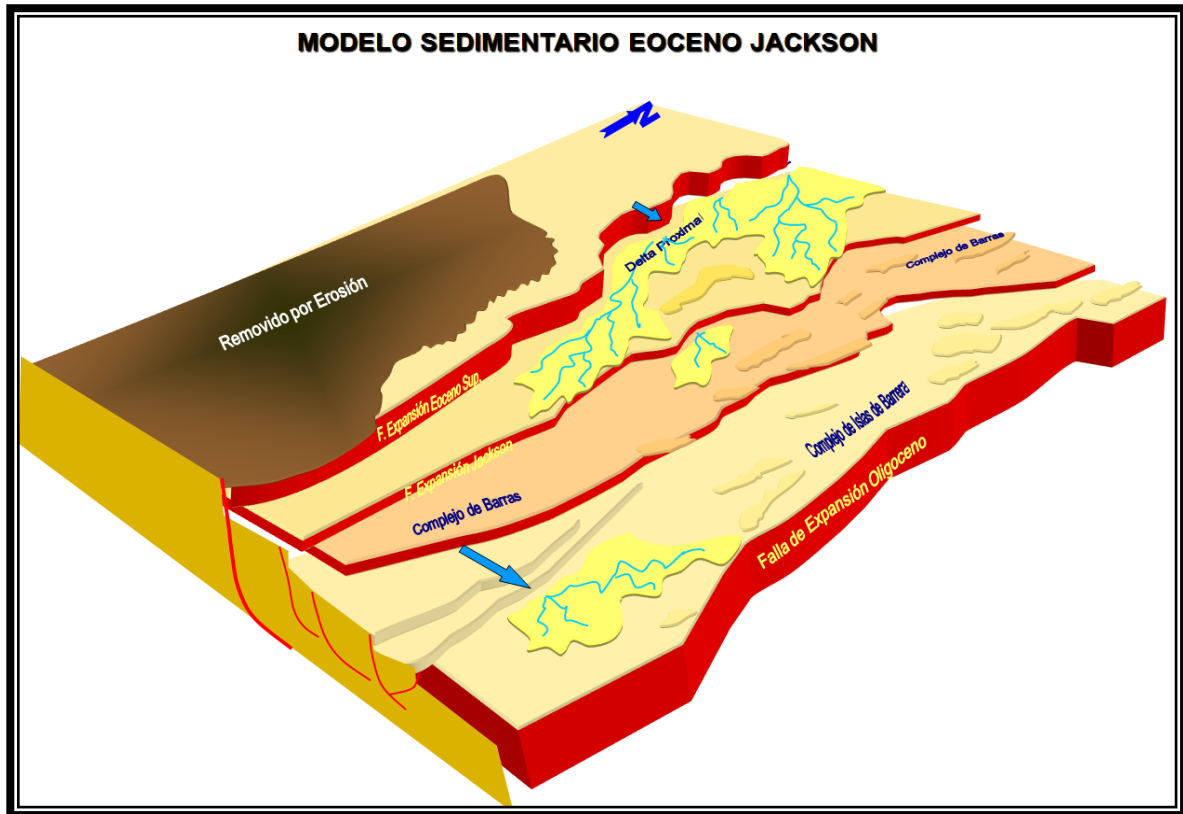 MODELO SEDIMENTARIO EOCENO JACKSON
N
Delta Proximal
Complejo de Barras
Removido por Erosión
F. Expansión Eoceno Sup.
Complejo de Islas de Barrera
F. Expansión Jackson
Complejo de Barras
Falla de Expansión Oligoceno